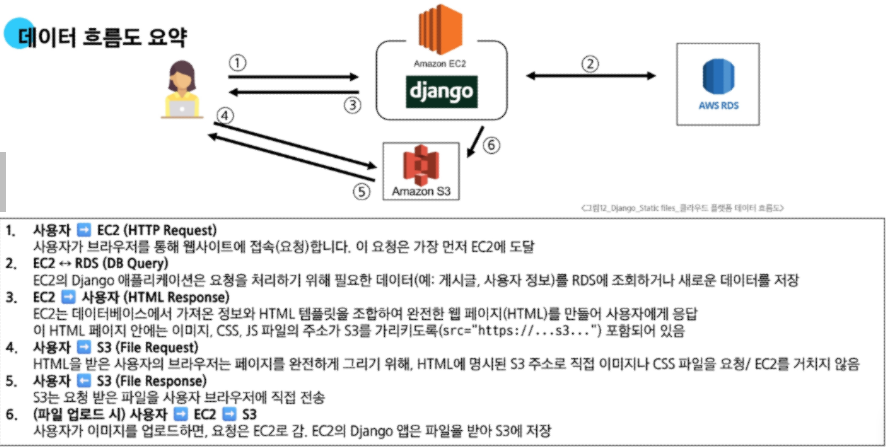 데이터 흐름도 요약
Amazon EC2
django
①
②
③
④
⑤
⑥
AWS RDS
Amazon S3
<그림12_Django_Static files_클라우드 플랫폼 데이터 흐름도>
1. 사용자 ➡ EC2 (HTTP Request)
사용자가 브라우저를 통해 웹사이트에 접속(요청)합니다. 이 요청은 가장 먼저 EC2에 도달
2. EC2 ↔ RDS (DB Query)
EC2의 Django 애플리케이션은 요청을 처리하기 위해 필요한 데이터(예: 게시글, 사용자 정보)를 RDS에 조회하거나 새로운 데이터를 저장
3. EC2 ➡ 사용자 (HTML Response)
EC2는 데이터베이스에서 가져온 정보와 HTML 템플릿을 조합하여 완전한 웹 페이지(HTML)를 만들어 사용자에게 응답
이 HTML 페이지 안에는 이미지, CSS, JS 파일의 주소가 S3를 가리키도록(src="https://...s3...") 포함되어 있음
4. 사용자 ➡ S3 (File Request)
HTML을 받은 사용자의 브라우저는 페이지를 완전하게 그리기 위해, HTML에 명시된 S3 주소로 직접 이미지나 CSS 파일을 요청/ EC2를 거치지 않음
5. 사용자 ⬅ S3 (File Response)
S3는 요청 받은 파일을 사용자 브라우저에 직접 전송
6. (파일 업로드 시) 사용자 ➡ EC2 ➡ S3
사용자가 이미지를 업로드하면, 요청은 EC2로 감. EC2의 Django 앱은 파일을 받아 S3에 저장